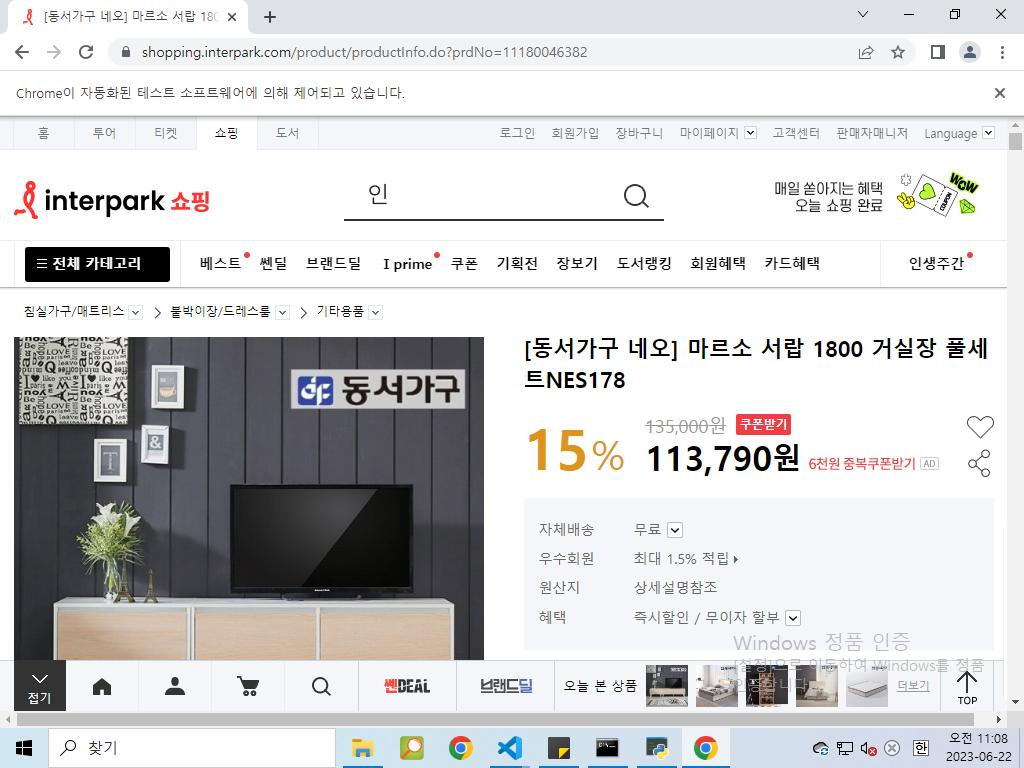 [동서가구 네오] 마르소 서랍 180
shopping.interpark.com/product/productInfo.do?prdNo=11180046382
Chrome이 자동화된 테스트 소프트웨어에 의해 제어되고 있습니다.
홈 투어 티켓 쇼핑 도서 로그인 회원가입 장바구니 마이페이지 고객센터 판매자매니저 Language
interpark 쇼핑
인
매일 쏟아지는 혜택
오늘 쇼핑 완료
WOW
COUPON
전체 카테고리 베스트 쎈딜 브랜드딜 I prime 쿠폰 기획전 장보기 도서랭킹 회원혜택 카드혜택 인생주간
침실가구/매트리스 > 붙박이장/드레스룸 > 기타용품
동서가구
T
&
[동서가구 네오] 마르소 서랍 1800 거실장 풀세
트NES178
135,000원 쿠폰받기
15% 113,790원 6천원 중복쿠폰받기 AD
자체배송 무료
우수회원 최대 1.5% 적립
원산지 상세설명참조
혜택 즉시할인 / 무이자 할부
Windows 정품 인증
[설정]으로 이동하여 Windows를 정품
인증합니다.
접기 쎈DEAL 브랜드딜 오늘 본 상품 더보기 TOP
찾기
한
오전 11:08
2023-06-22